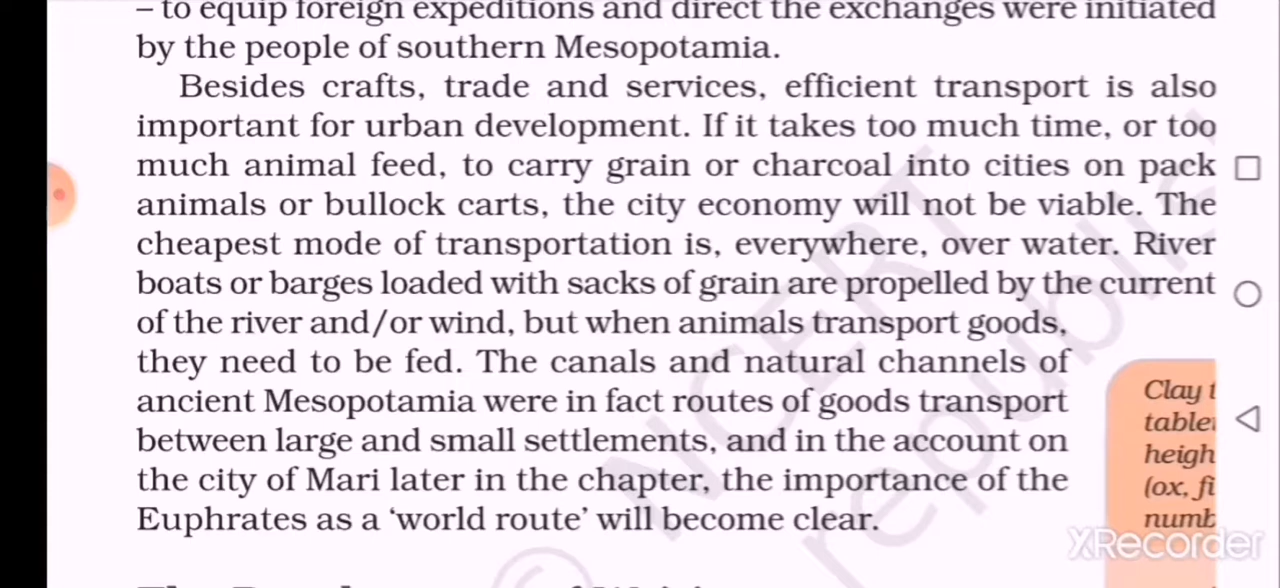 – to equip foreign expeditions and direct the exchanges were initiated
by the people of southern Mesopotamia.
Besides crafts, trade and services, efficient transport is also
important for urban development. If it takes too much time, or too
much animal feed, to carry grain or charcoal into cities on pack
animals or bullock carts, the city economy will not be viable. The
cheapest mode of transportation is, everywhere, over water. River
boats or barges loaded with sacks of grain are propelled by the current
of the river and/or wind, but when animals transport goods,
they need to be fed. The canals and natural channels of
ancient Mesopotamia were in fact routes of goods transport
between large and small settlements, and in the account on
the city of Mari later in the chapter, the importance of the
Euphrates as a ‘world route’ will become clear.
Clay
(ox,
© NCERT
XRecorder